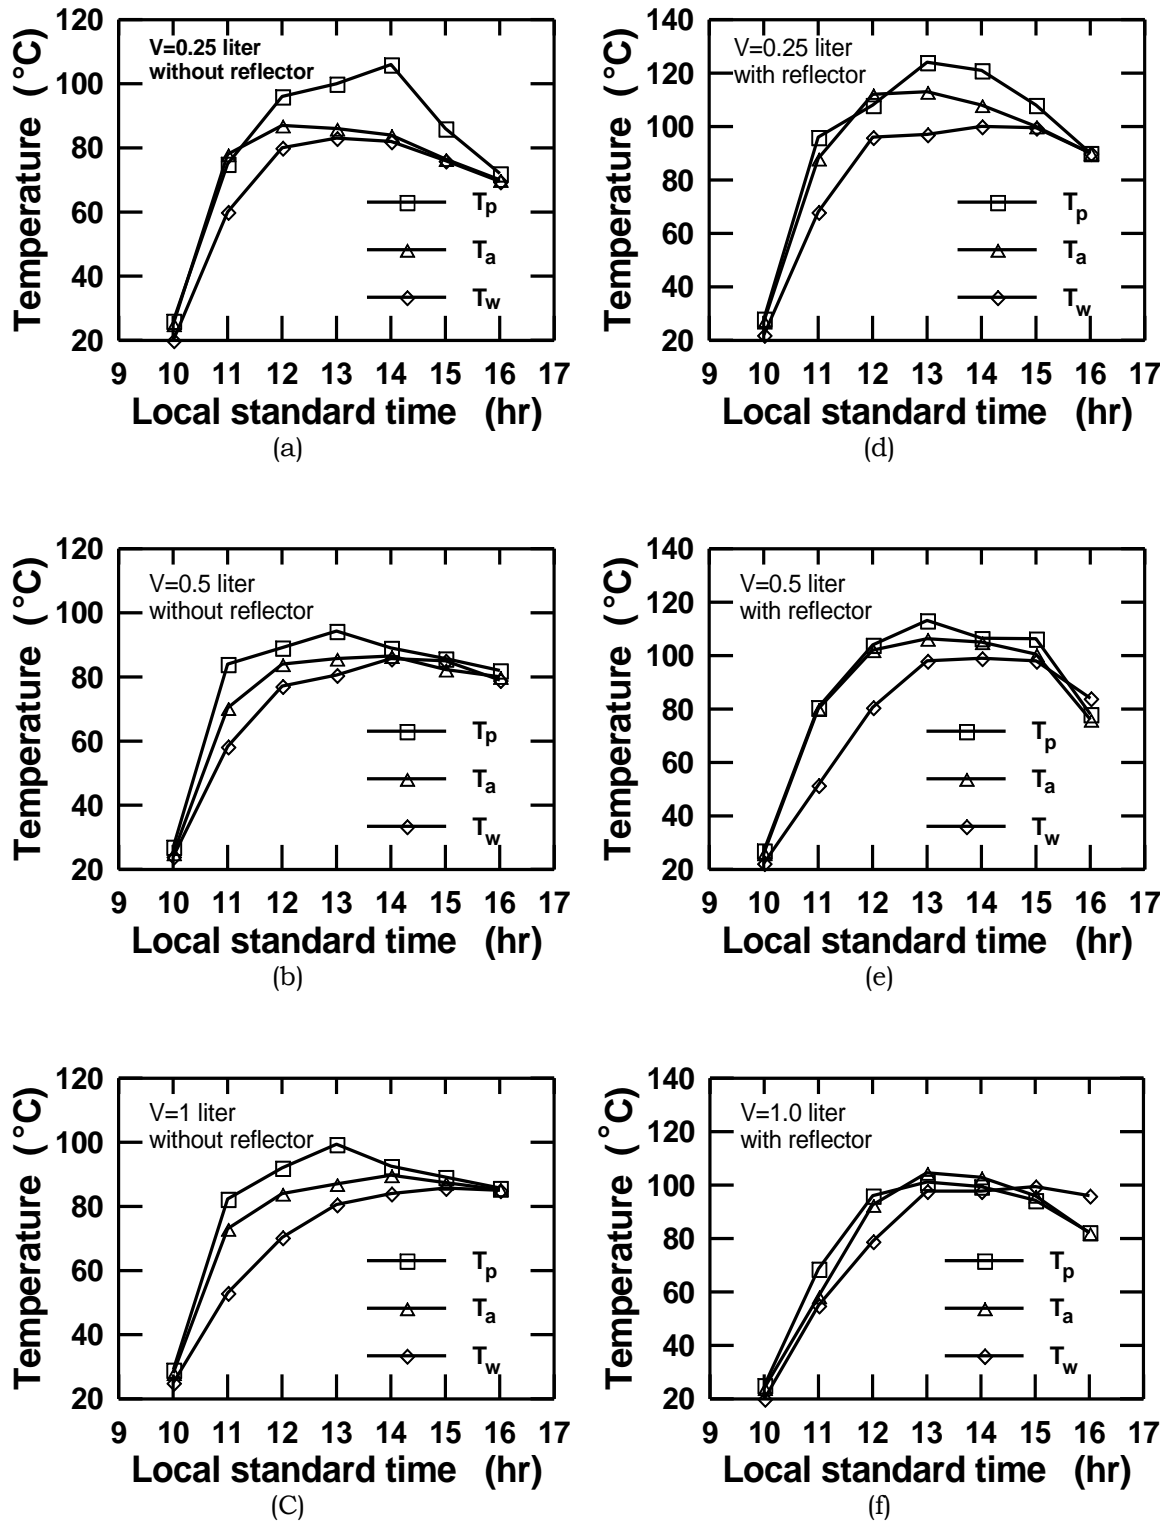 120
100
80
60
40
20
Temperature (°C)
V=0.25 liter
without reflector
Tp
Ta
Tw
9 10 11 12 13 14 15 16 17
Local standard time (hr)
(a)
140
120
100
80
60
40
20
Temperature (°C)
V=0.25 liter
with reflector
Tp
Ta
Tw
9 10 11 12 13 14 15 16 17
Local standard time (hr)
(d)
120
100
80
60
40
20
Temperature (°C)
V=0.5 liter
without reflector
Tp
Ta
Tw
9 10 11 12 13 14 15 16 17
Local standard time (hr)
(b)
140
120
100
80
60
40
20
Temperature (°C)
V=0.5 liter
with reflector
Tp
Ta
Tw
9 10 11 12 13 14 15 16 17
Local standard time (hr)
(e)
120
100
80
60
40
20
Temperature (°C)
V=1 liter
without reflector
Tp
Ta
Tw
9 10 11 12 13 14 15 16 17
Local standard time (hr)
(C)
140
120
100
80
60
40
20
Temperature (°C)
V=1.0 liter
with reflector
Tp
Ta
Tw
9 10 11 12 13 14 15 16 17
Local standard time (hr)
(f)